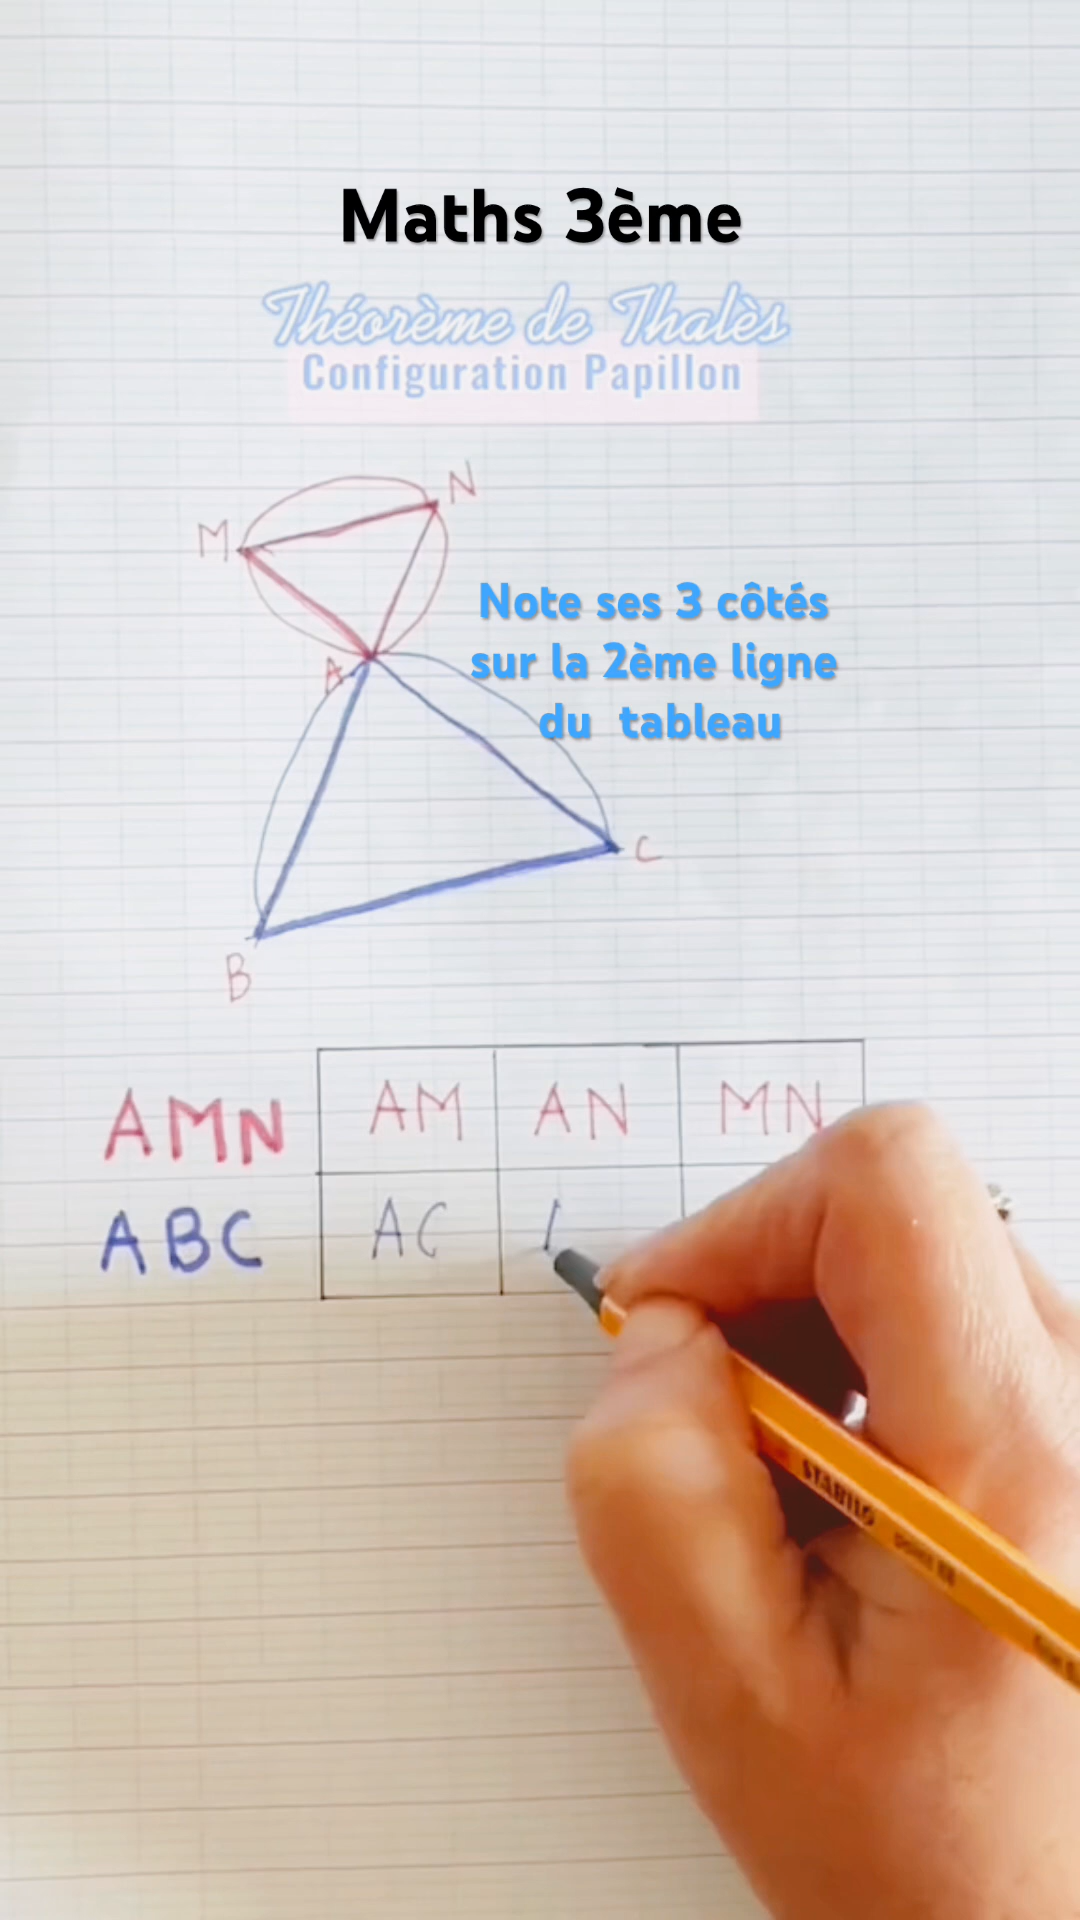 Maths 3ème
Théorème de Thalès
Configuration Papillon
N
M
Note ses 3 côtés
sur la 2ème ligne
du tableau
A
C
B
AMN AM AN MN
ABC AC
STABILO